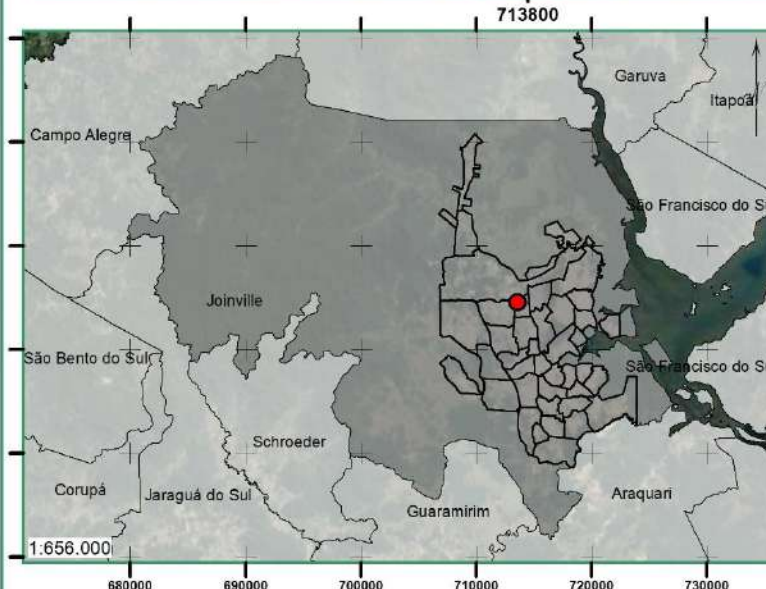 713800
Garuva
Itapoá
Campo Alegre
São Francisco do S
Joinville
São Bento do Sul
São Francisco do S
Schroeder
Corupá
Jaraguá do Sul
Guaramirim
Araquari
1:656.000
680000 690000 700000 710000 720000 730000